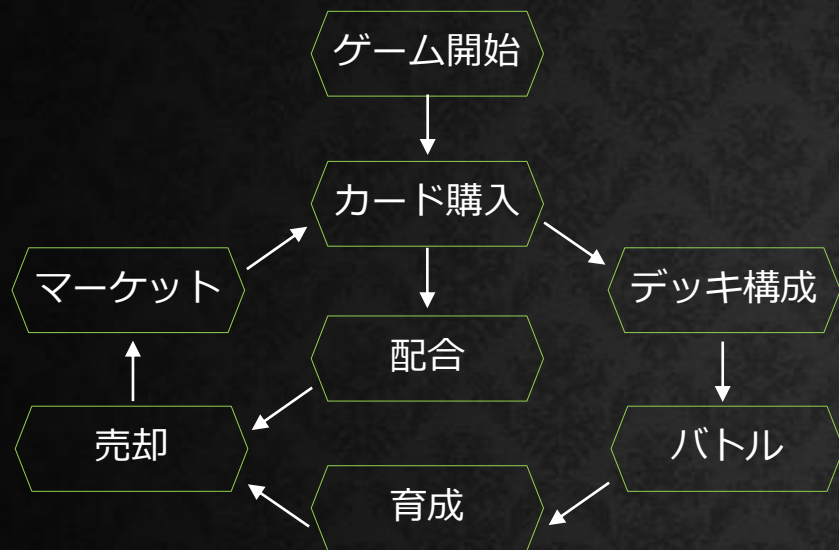 ゲーム開始
カード購入
マーケット
デッキ構成
配合
売却
バトル
育成